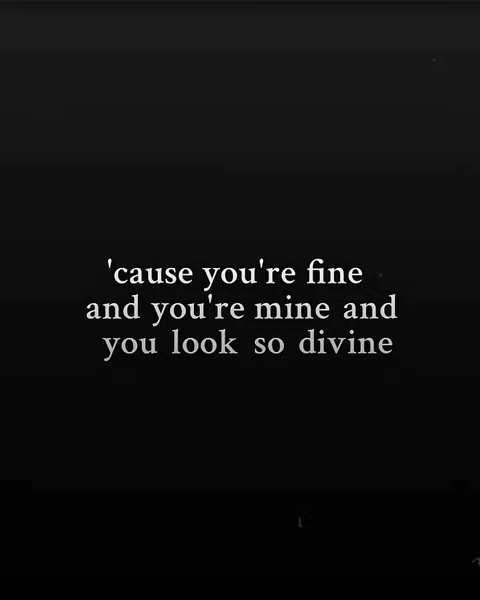 'cause you're fine
and you're mine and
you look so divine